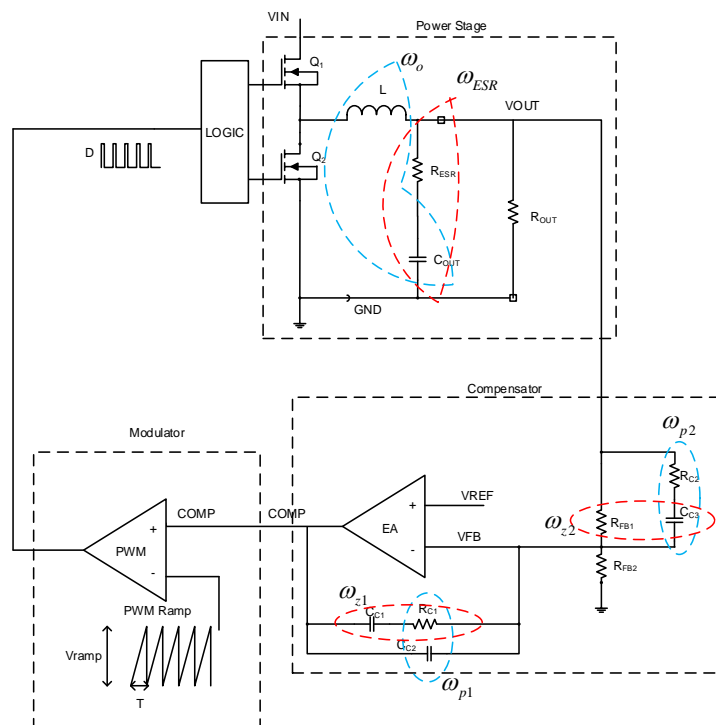 VIN
Power Stage
Q1
ωo
ωESR
L
VOUT
LOGIC
D
Q2
RESR
ROUT
COUT
GND
Compensator
Modulator
ωp2
RC2
VREF
COMP
COMP
+
+
EA
CC3
ωz2
RFB1
PWM
VFB
-
-
RFB2
ωz1
PWM Ramp
CC1
RC1
CC2
Vramp
ωp1
T